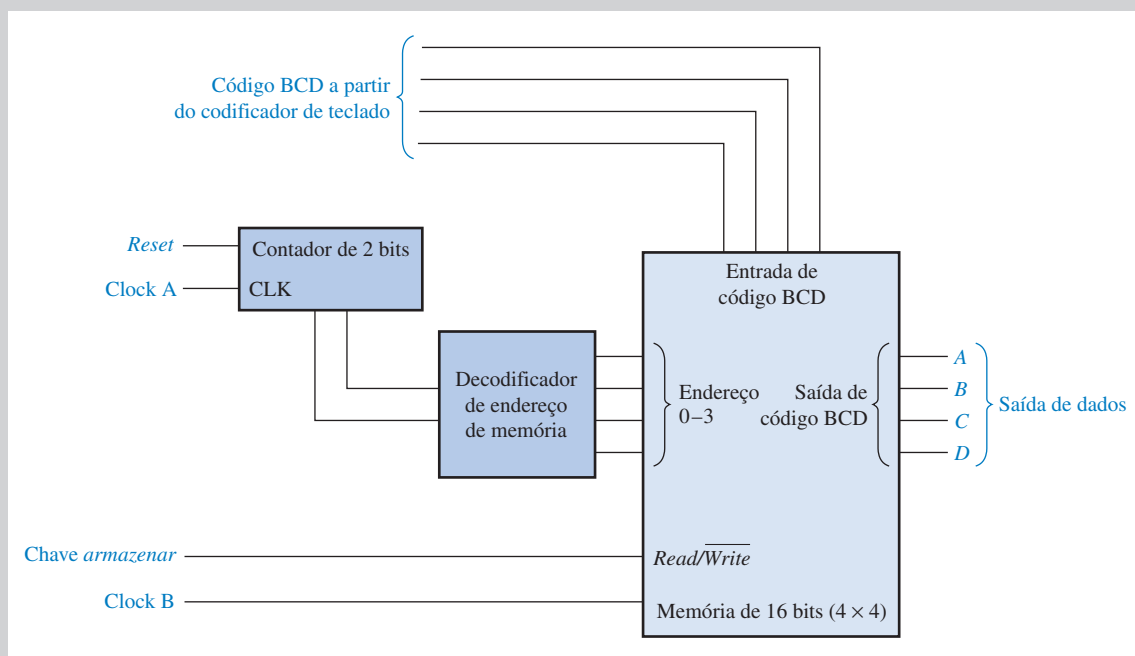 Código BCD a partir
do codificador de teclado
Reset
Contador de 2 bits
Clock A
CLK
Entrada de
código BCD
Decodificador
de endereço
de memória
Endereço
0–3
Saída de
código BCD
A
B
C
D
Saída de dados
Chave armazenar
Read/Write
Clock B
Memória de 16 bits (4 × 4)